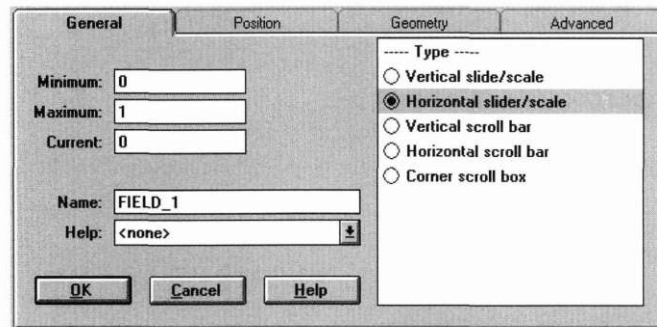 General Position Geometry Advanced
Minimum: 0
Maximum: 1
Current: 0
Name: FIELD_1
Help: <none>
OK Cancel Help
----- Type -----
Vertical slide/scale
Horizontal slider/scale
Vertical scroll bar
Horizontal scroll bar
Corner scroll box